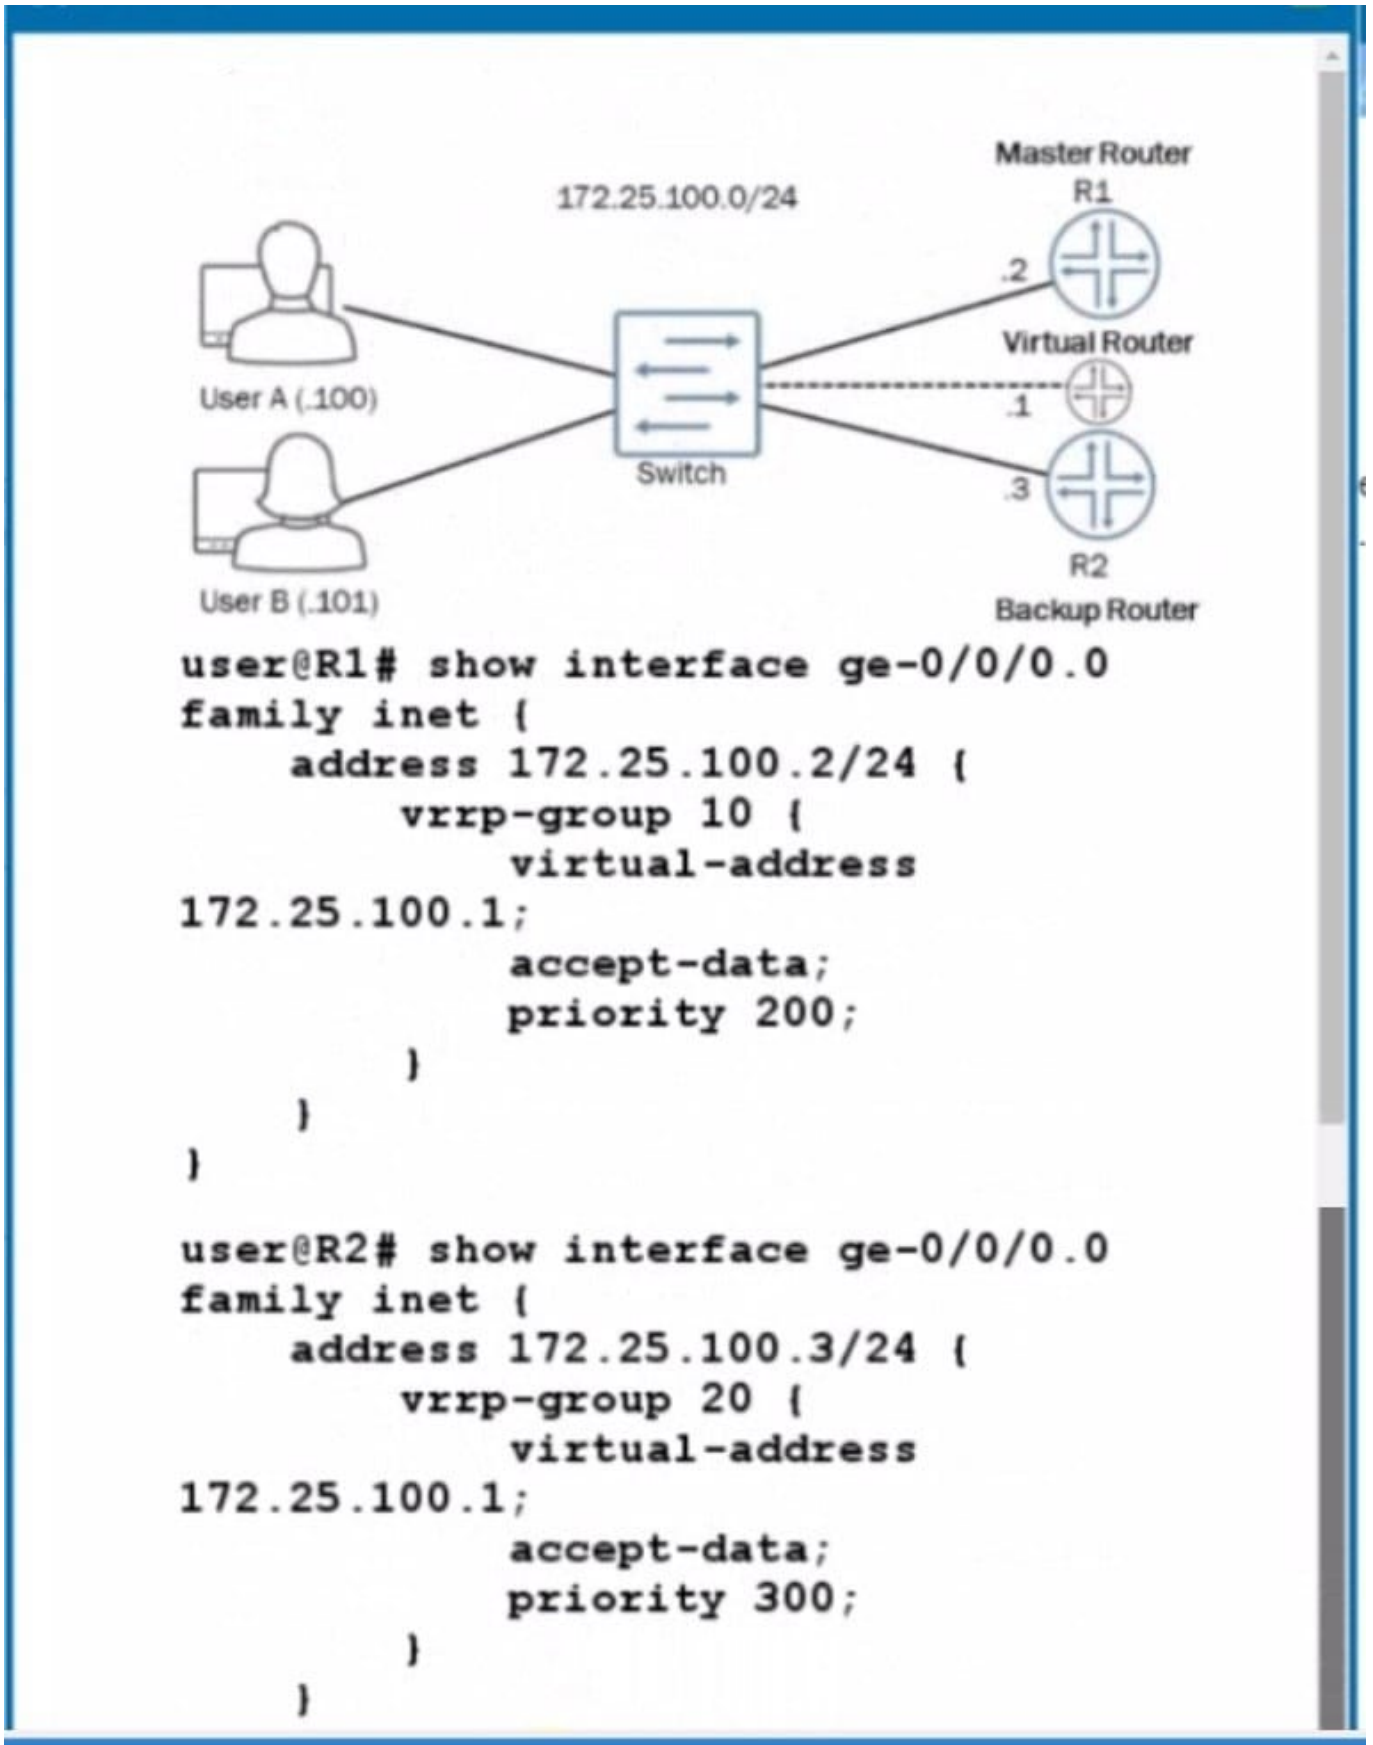 Master Router
172.25.100.0/24
R1
.2
Virtual Router
User A (.100)
.1
Switch
.3
R2
User B (.101)
Backup Router
user@R1# show interface ge-0/0/0.0
family inet {
address 172.25.100.2/24 {
vrrp-group 10 {
virtual-address
172.25.100.1;
accept-data;
priority 200;
}
}
}
user@R2# show interface ge-0/0/0.0
family inet {
address 172.25.100.3/24 {
vrrp-group 20 {
virtual-address
172.25.100.1;
accept-data;
priority 300;
}
}